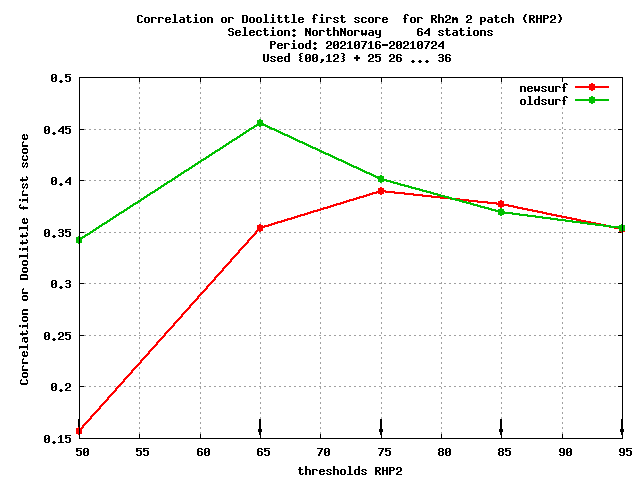 Correlation or Doolittle first score  for Rh2m 2 patch (RHP2)
Selection: NorthNorway     64 stations
Period: 20210716-20210724
Used {00,12} + 25 26 ... 36
newsurf
oldsurf
0.5
0.45
0.4
0.35
0.3
0.25
0.2
0.15
Correlation or Doolittle first score
50 55 60 65 70 75 80 85 90 95
thresholds RHP2